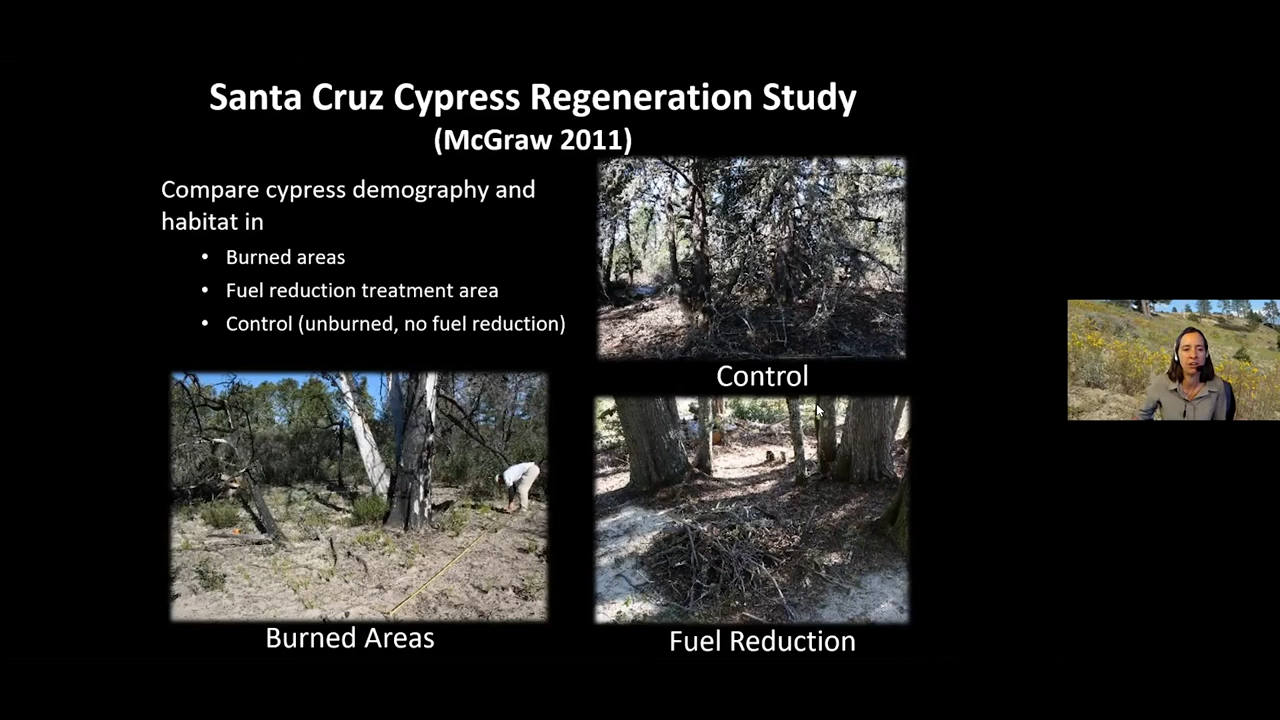 Santa Cruz Cypress Regeneration Study
(McGraw 2011)
Compare cypress demography and
habitat in
• Burned areas
• Fuel reduction treatment area
• Control (unburned, no fuel reduction)
Control
Burned Areas
Fuel Reduction